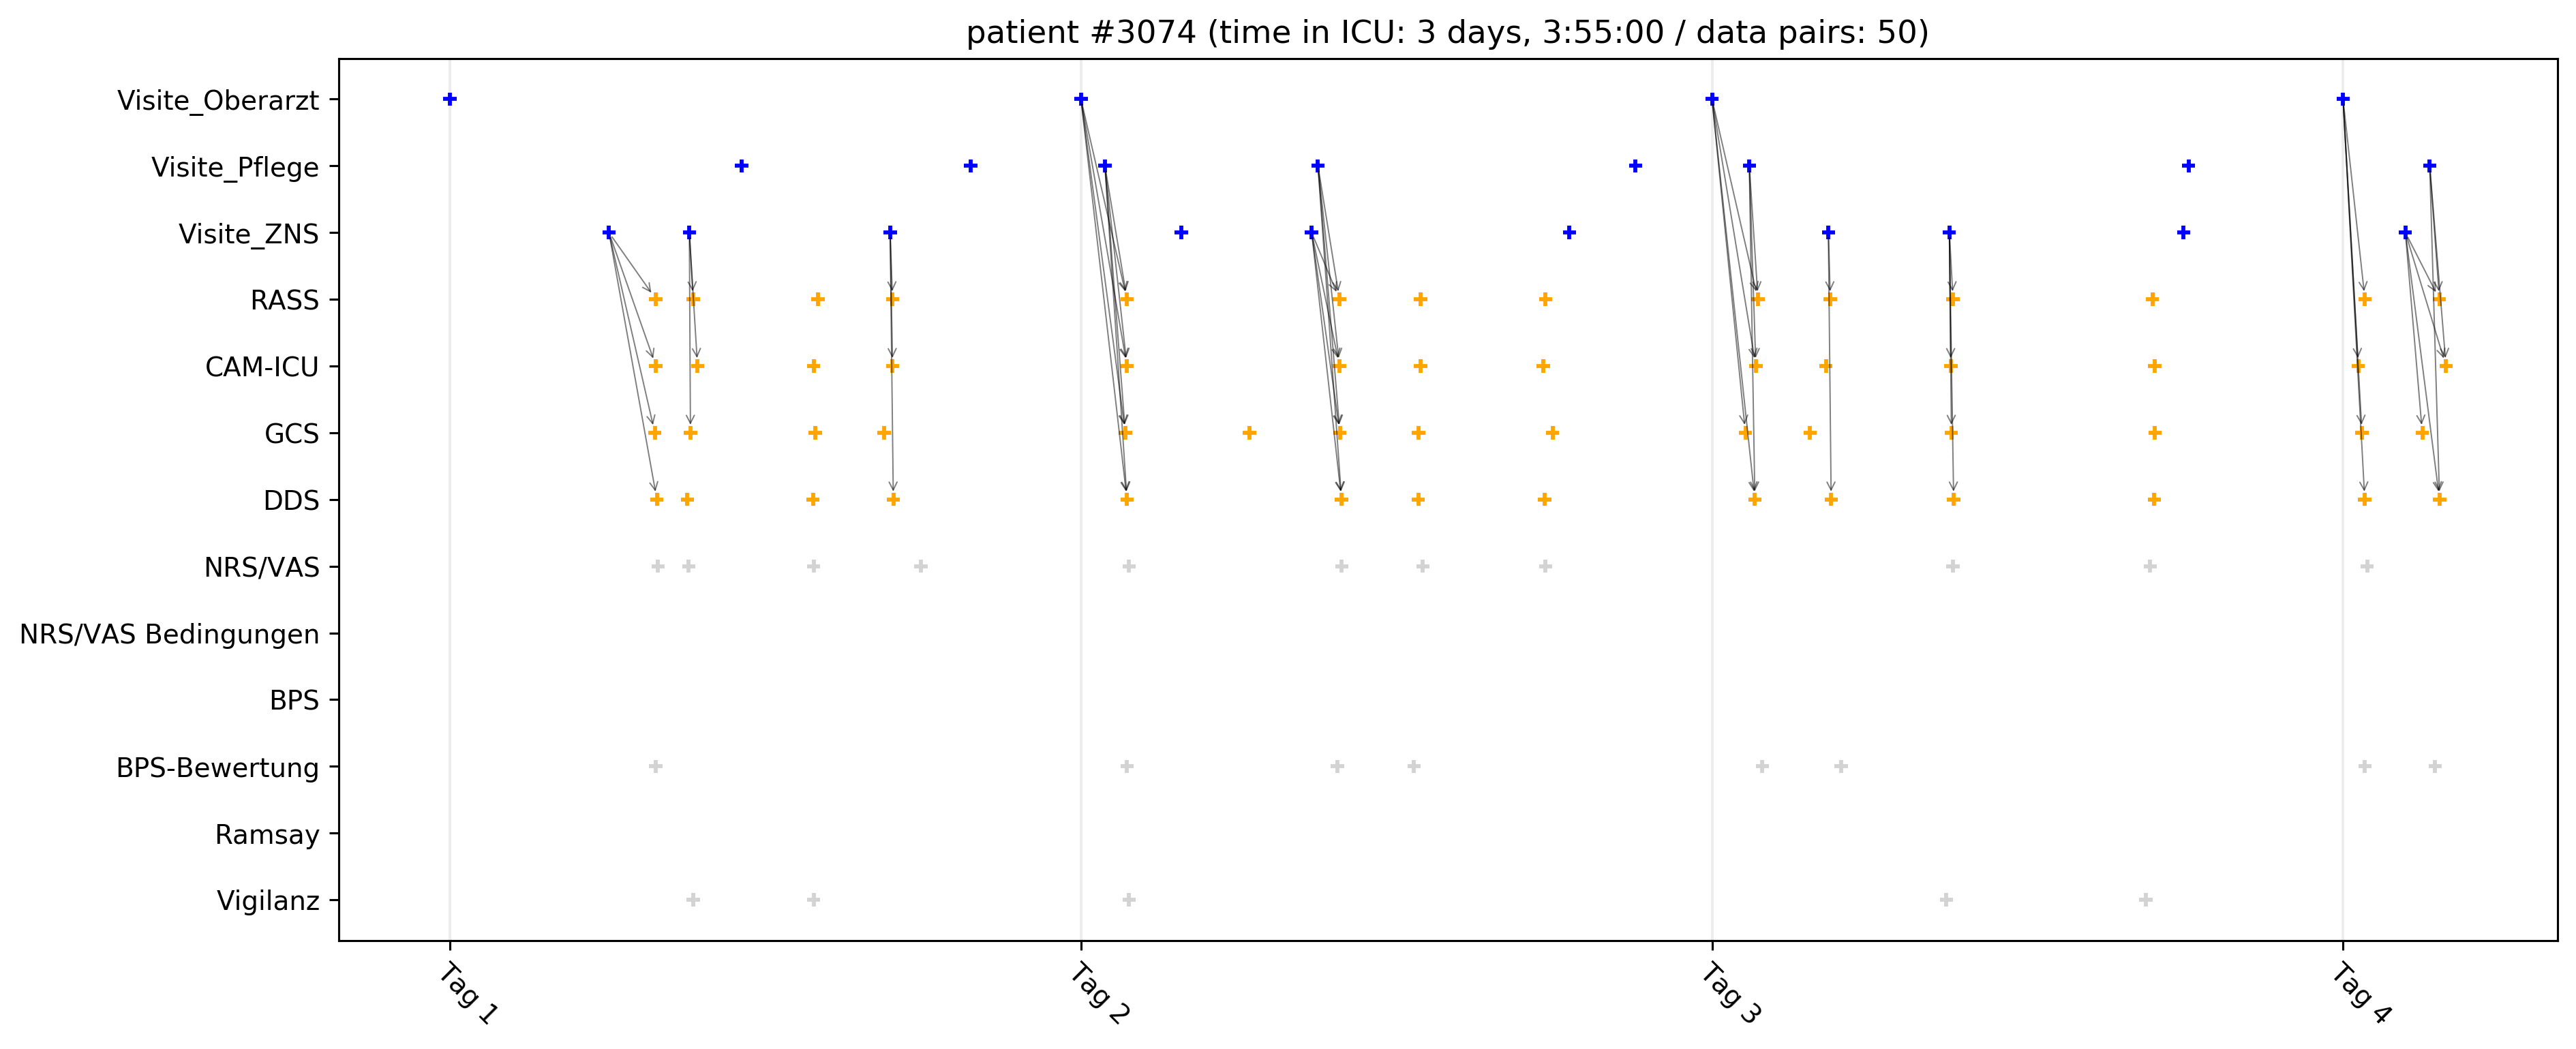 patient #3074 (time in ICU: 3 days, 3:55:00 / data pairs: 50)
Visite_Oberarzt
Visite_Pflege
Visite_ZNS
RASS
CAM-ICU
GCS
DDS
NRS/VAS
NRS/VAS Bedingungen
BPS
BPS-Bewertung
Ramsay
Vigilanz
Tag 1
Tag 2
Tag 3
Tag 4